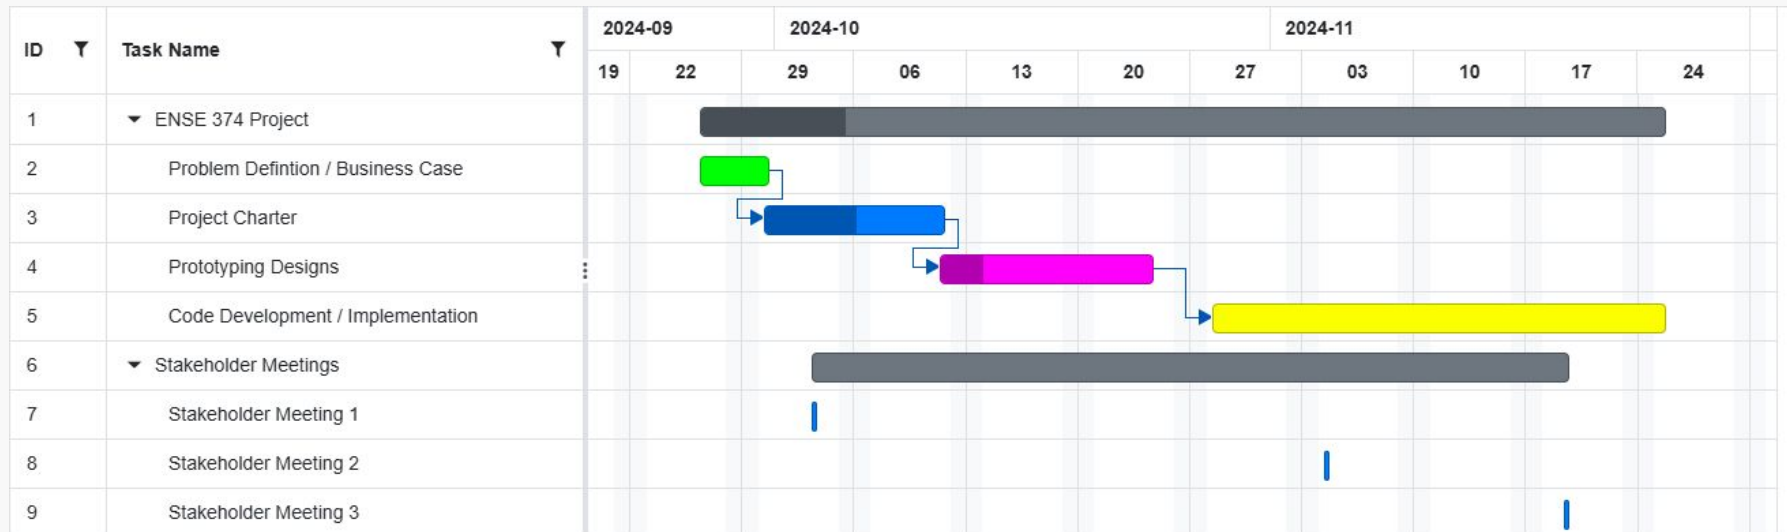 ID Task Name 2024-09 2024-10 2024-11
19 22 29 06 13 20 27 03 10 17 24
1 ENSE 374 Project
2 Problem Defintion / Business Case
3 Project Charter
4 Prototyping Designs
5 Code Development / Implementation
6 Stakeholder Meetings
7 Stakeholder Meeting 1
8 Stakeholder Meeting 2
9 Stakeholder Meeting 3